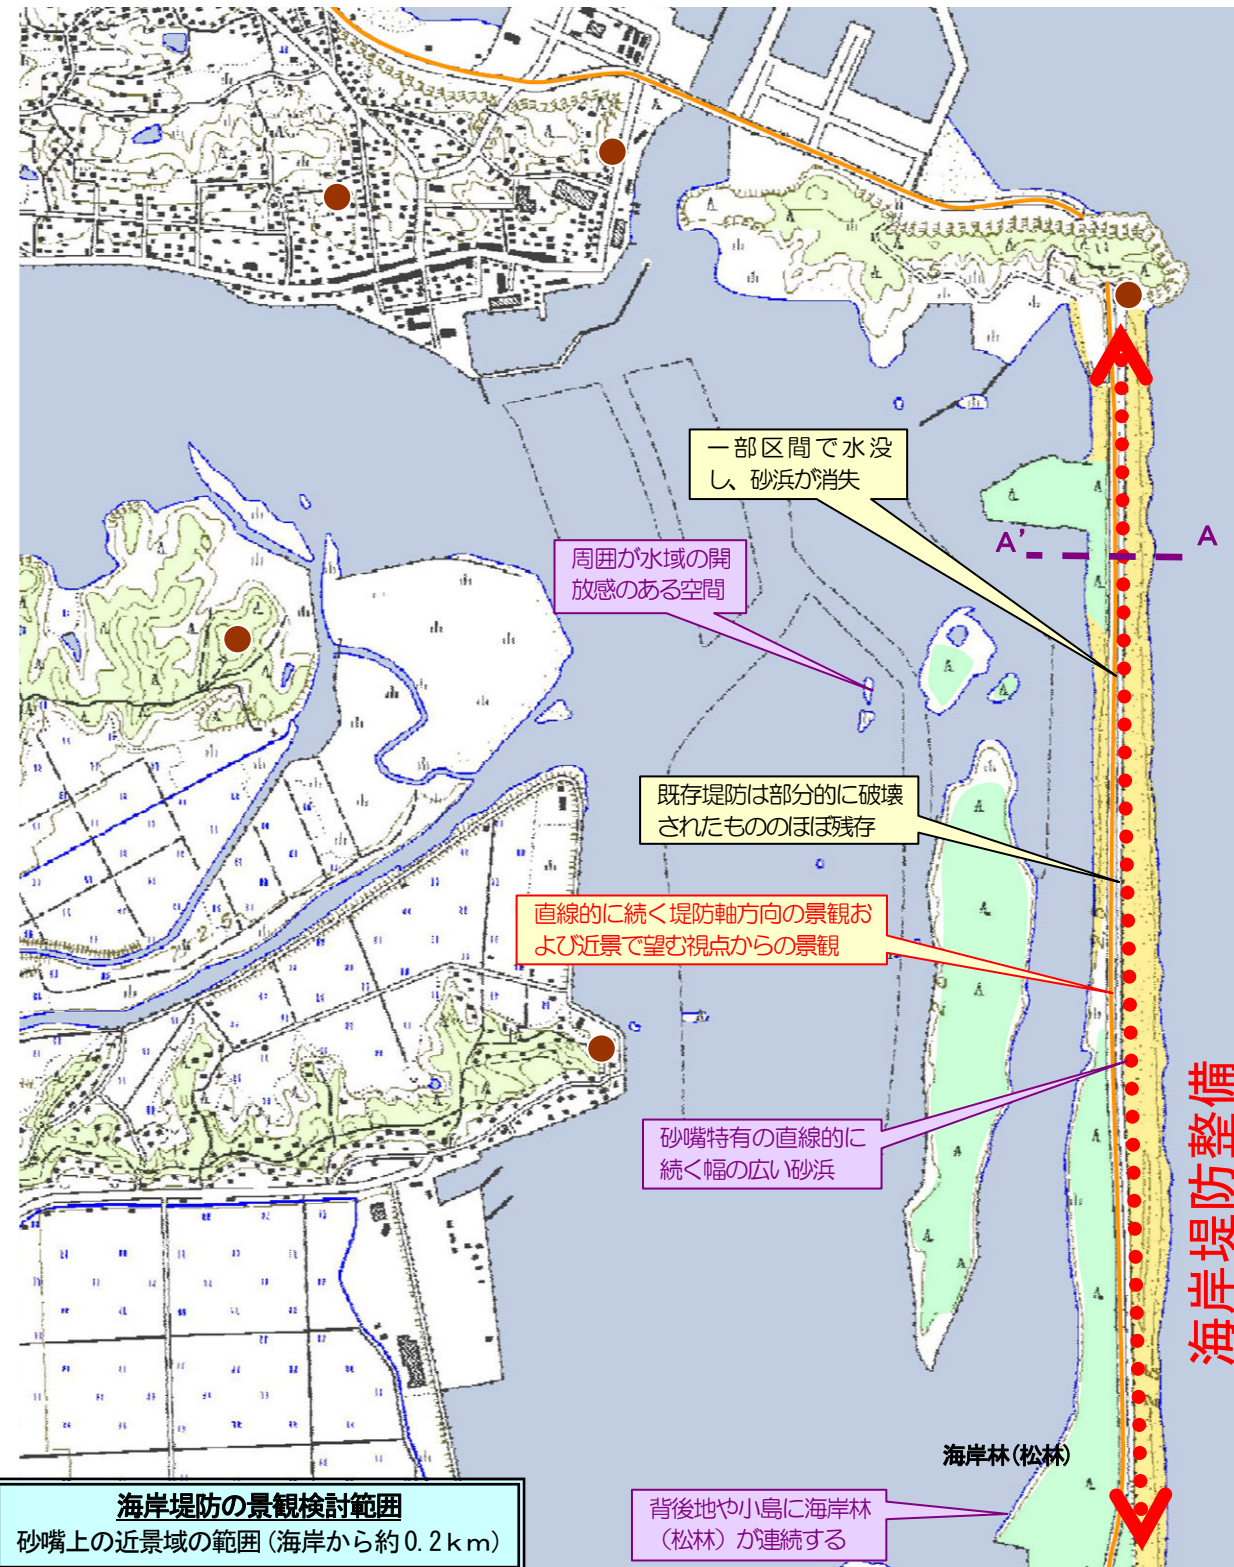 一部区間で水没
し、砂浜が消失
A'
A
周囲が水域の開
放感のある空間
既存堤防は部分的に破壊
されたもののほぼ残存
直線的に続く堤防軸方向の景観お
よび近景で望む視点からの景観
砂嘴特有の直線的に
続く幅の広い砂浜
海岸堤防整備
海岸林(松林)
背後地や小島に海岸林
(松林)が連続する
海岸堤防の景観検討範囲
砂嘴上の近景域の範囲(海岸から約0.2km)